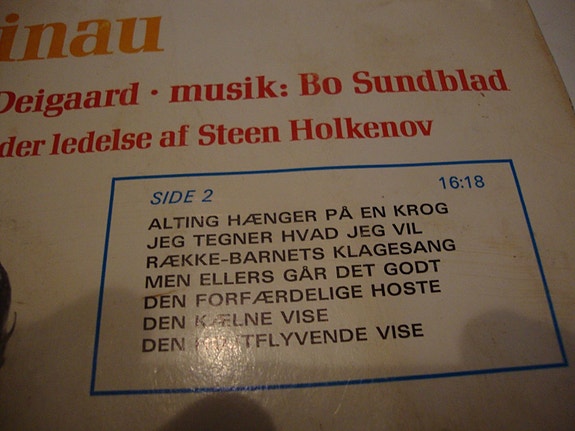 inau
Deigaard · musik: Bo Sundblad
der ledelse af Steen Holkenov
SIDE 2 16:18
ALTING HÆNGER PÅ EN KROG
JEG TEGNER HVAD JEG VIL
RÆKKE-BARNETS KLAGESANG
MEN ELLERS GÅR DET GODT
DEN FORFÆRDELIGE HOSTE
DEN KÆLNE VISE
DEN VISE